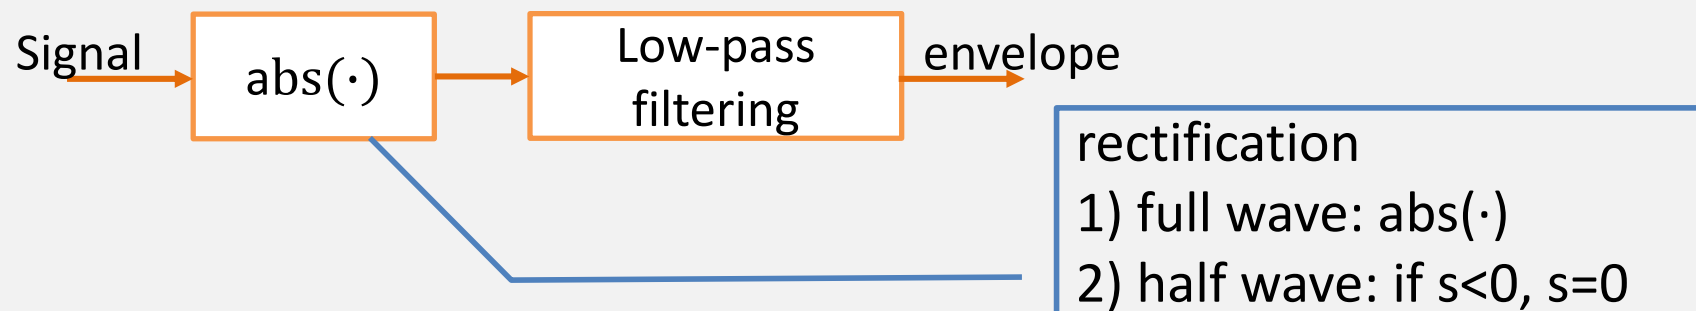 Signal
abs(·)
Low-pass
filtering
envelope
rectification
1) full wave: abs(·)
2) half wave: if s<0, s=0